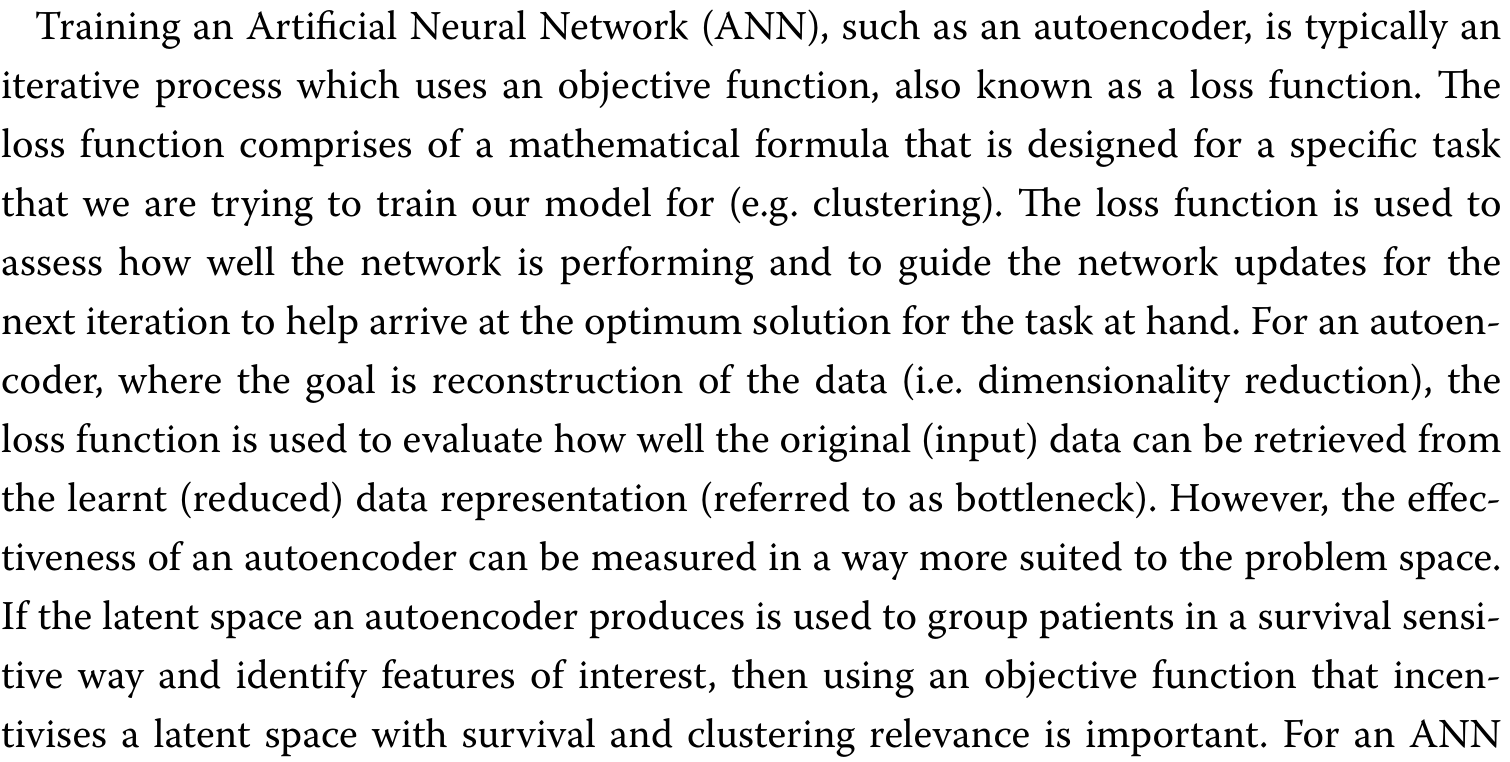 Training an Artificial Neural Network (ANN), such as an autoencoder, is typically an
iterative process which uses an objective function, also known as a loss function. The
loss function comprises of a mathematical formula that is designed for a specific task
that we are trying to train our model for (e.g. clustering). The loss function is used to
assess how well the network is performing and to guide the network updates for the
next iteration to help arrive at the optimum solution for the task at hand. For an autoen-
coder, where the goal is reconstruction of the data (i.e. dimensionality reduction), the
loss function is used to evaluate how well the original (input) data can be retrieved from
the learnt (reduced) data representation (referred to as bottleneck). However, the effec-
tiveness of an autoencoder can be measured in a way more suited to the problem space.
If the latent space an autoencoder produces is used to group patients in a survival sensi-
tive way and identify features of interest, then using an objective function that incen-
tivises a latent space with survival and clustering relevance is important. For an ANN